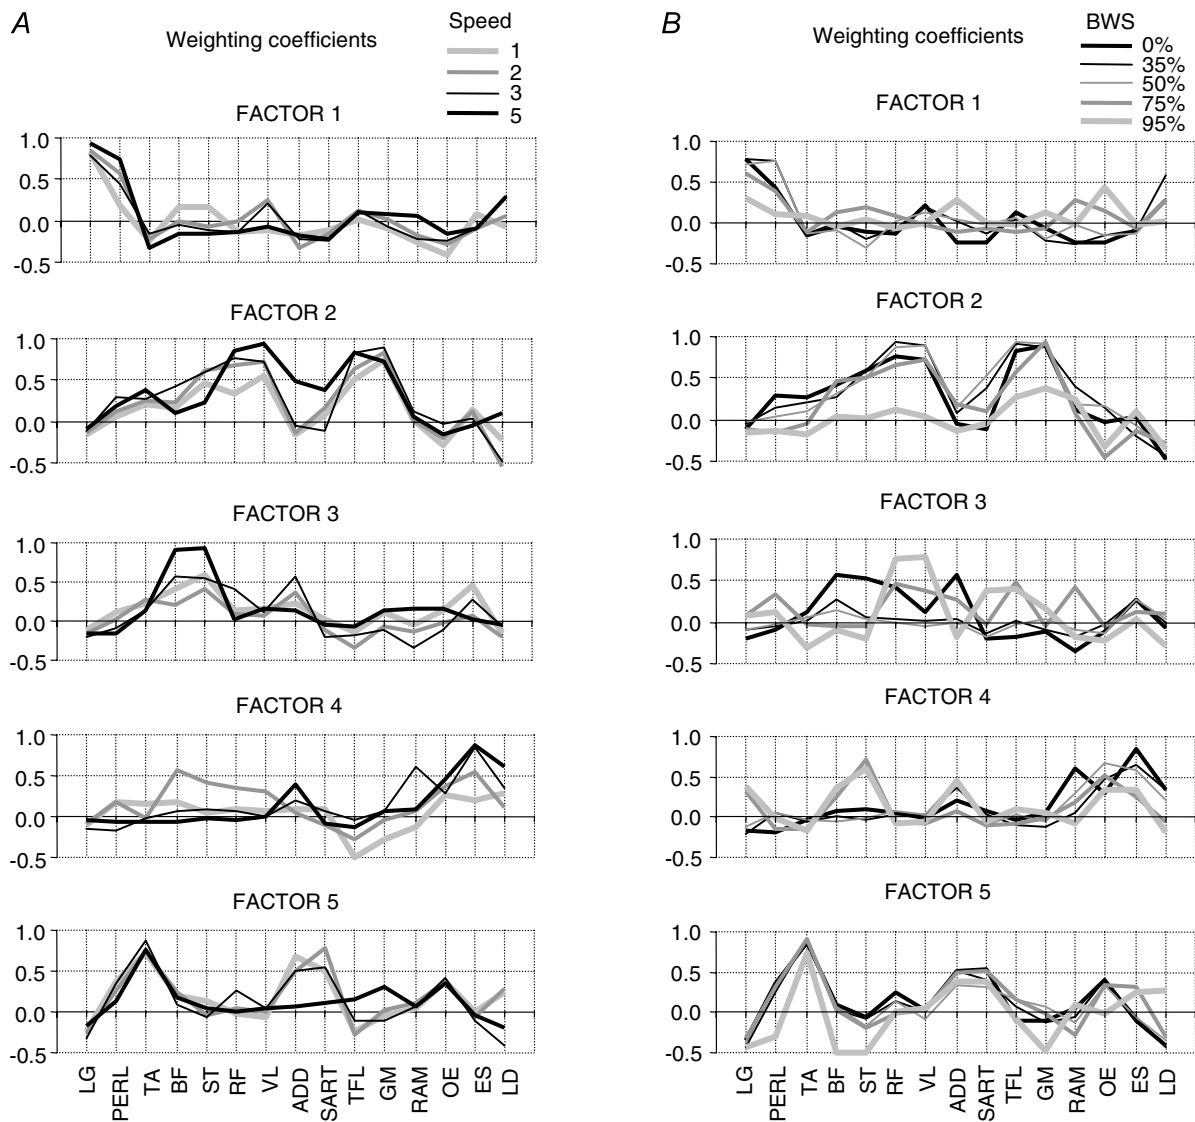 A
Weighting coefficients
Speed
1
2
3
5
FACTOR 1
1.0
0.5
0.0
-0.5
FACTOR 2
1.0
0.5
0.0
-0.5
FACTOR 3
1.0
0.5
0.0
-0.5
FACTOR 4
1.0
0.5
0.0
-0.5
FACTOR 5
1.0
0.5
0.0
-0.5
LG PERL TA BF ST RF VL ADD SART TFL GM RAM OE ES LD
B
Weighting coefficients
BWS
0%
35%
50%
75%
95%
FACTOR 1
1.0
0.5
0.0
-0.5
FACTOR 2
1.0
0.5
0.0
-0.5
FACTOR 3
1.0
0.5
0.0
-0.5
FACTOR 4
1.0
0.5
0.0
-0.5
FACTOR 5
1.0
0.5
0.0
-0.5
LG PERL TA BF ST RF VL ADD SART TFL GM RAM OE ES LD